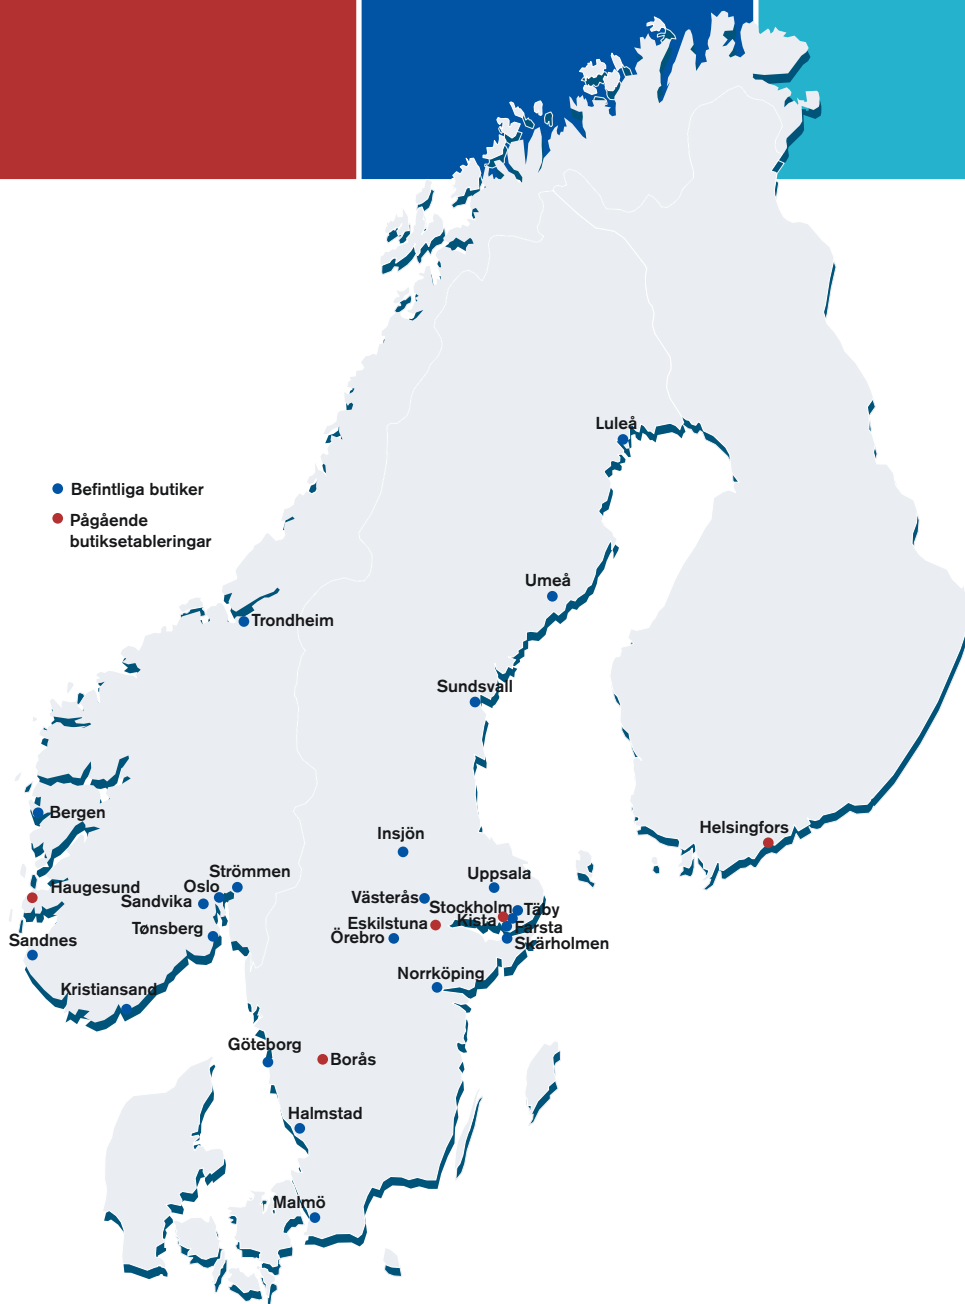 Luleå
Befintliga butiker
Pågående
butiksetableringar
Umeå
Trondheim
Sundsvall
Bergen
Helsingfors
Insjön
Strömmen
Uppsala
Oslo
Haugesund
Sandvika
Västerås
Stockholm
Täby
Kista
Eskilstuna
Farsta
Tønsberg
Örebro
Sandnes
Skärholmen
Norrköping
Kristiansand
Göteborg
Borås
Halmstad
Malmö